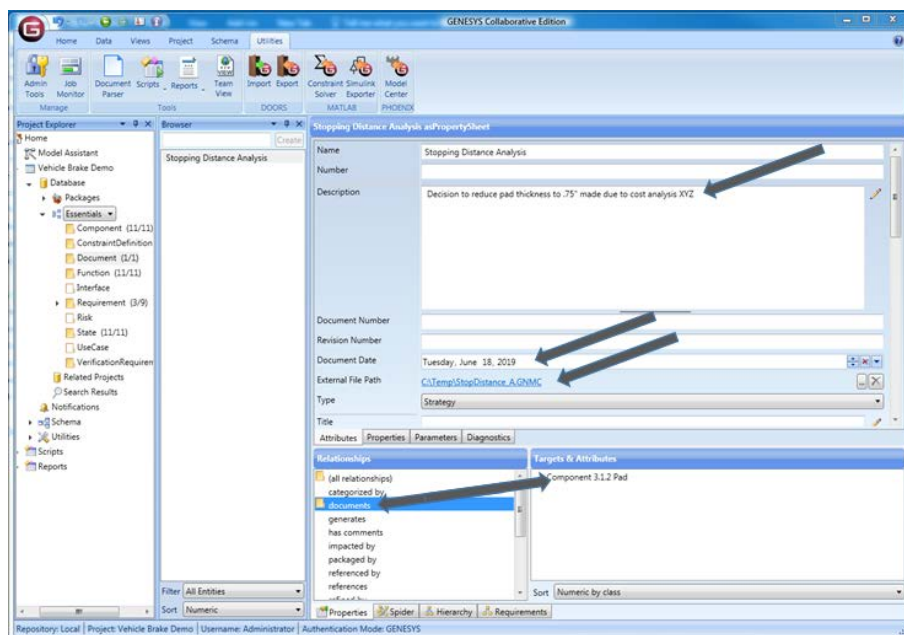 GENESYS Collaborative Edition
Home Data Views Project Schema Utilities
Admin Tools
Job Monitor
Document Parser
Scripts
Reports
Team View
Import Export
Constraint Solver
Simulink Exporter
Model Center
Manage Tools DOORS MATLAB PHOENIX
Project Explorer
Home
Model Assistant
Vehicle Brake Demo
Database
Packages
Essentials
Component (11/11)
ConstraintDefinition
Document (1/1)
Function (11/11)
Interface
Requirement (3/9)
Risk
State (11/11)
UseCase
VerificationRequiren
Related Projects
Search Results
Notifications
Schema
Utilities
Scripts
Reports
Browser
Create
Stopping Distance Analysis
Filter All Entities
Sort Numeric
Stopping Distance Analysis asPropertySheet
Name Stopping Distance Analysis
Number
Description Decision to reduce pad thickness to .75" made due to cost analysis XYZ
Document Number
Revision Number
Document Date Tuesday, June 18, 2019
External File Path C:\Temp\StopDistance_A.GNMC
Type Strategy
Title
Attributes Properties Parameters Diagnostics
Relationships
(all relationships)
categorized by
documents
generates
has comments
impacted by
packaged by
referenced by
references
Targets & Attributes
Component 3.1.2 Pad
Sort Numeric by class
Properties Spider Hierarchy Requirements
Repository: Local Project: Vehicle Brake Demo Username: Administrator Authentication Mode: GENESYS